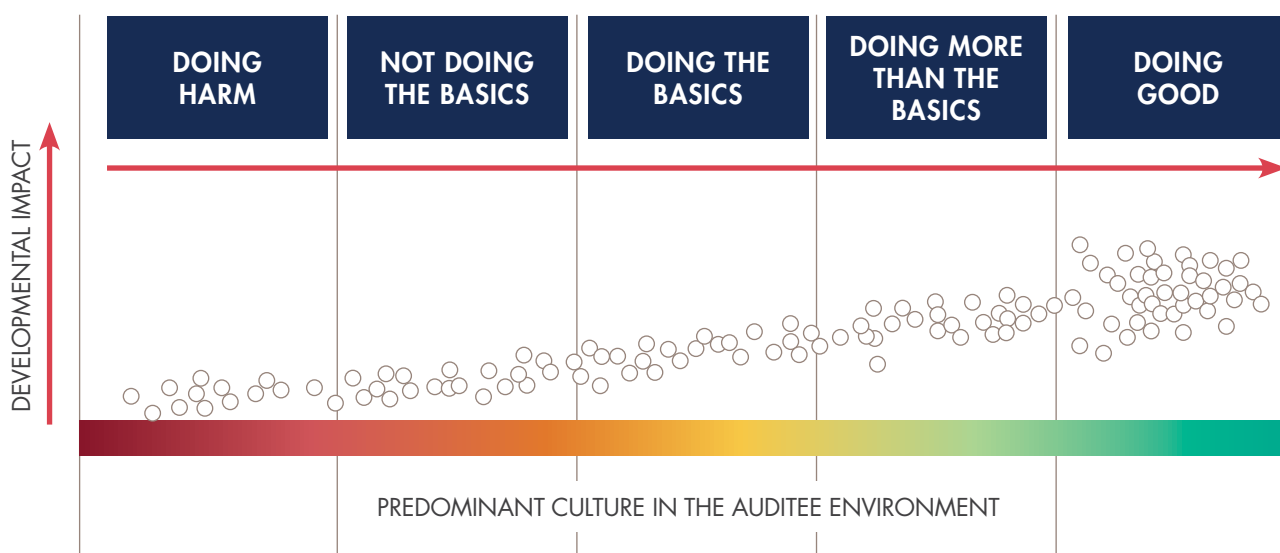 DOING
HARM
NOT DOING
THE BASICS
DOING THE
BASICS
DOING MORE
THAN THE
BASICS
DOING
GOOD
DEVELOPMENTAL IMPACT
PREDOMINANT CULTURE IN THE AUDITEE ENVIRONMENT